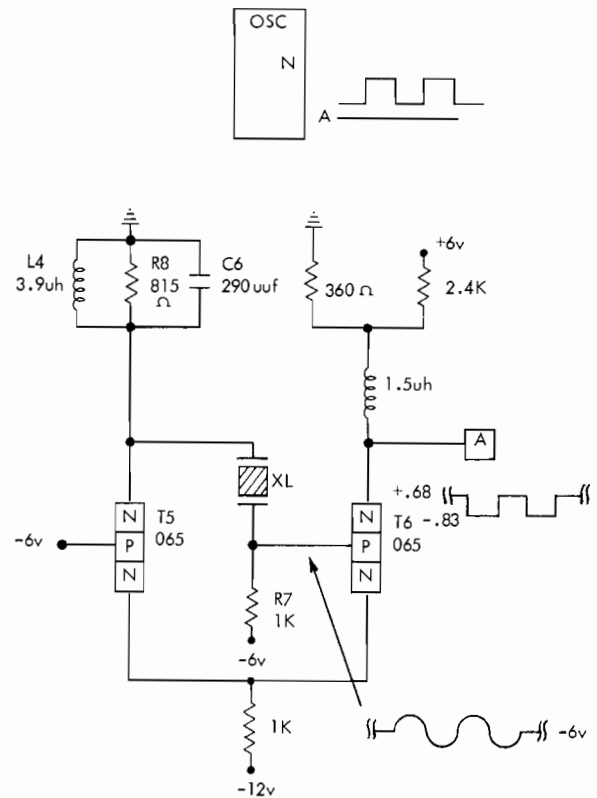 OSC
N
A
+6v
L4
3.9uh
R8
815
Ω
C6
290 uuf
360 Ω
2.4K
1.5uh
A
XL
+.68
-.83
N
P
N
T5
065
-6v
N
P
N
T6
065
R7
1K
-6v
1K
-12v
-6v